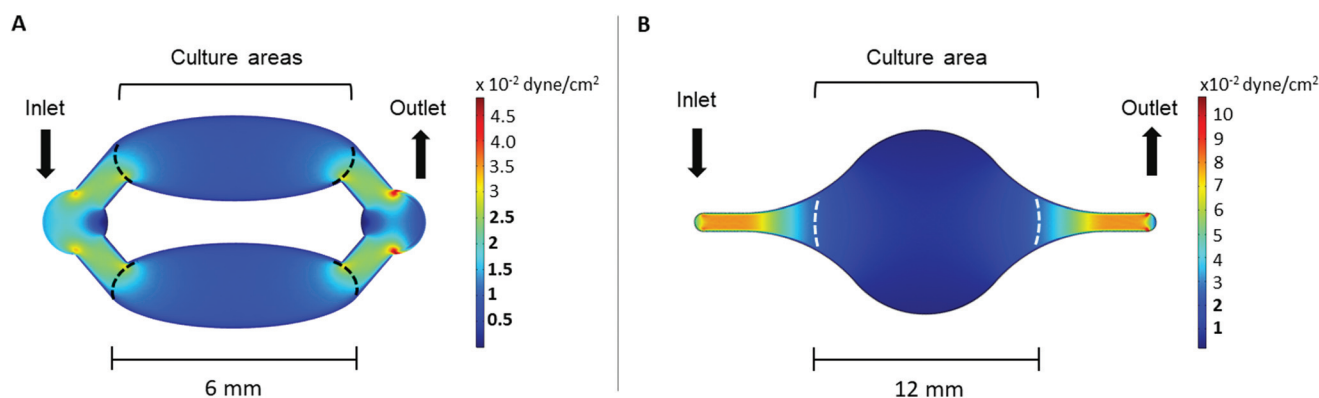 A
Culture areas
Inlet
Outlet
x 10⁻² dyne/cm²
4.5
4.0
3.5
3
2.5
2
1.5
1
0.5
6 mm
B
Culture area
Inlet
Outlet
x10⁻² dyne/cm²
10
9
8
7
6
5
4
3
2
1
12 mm